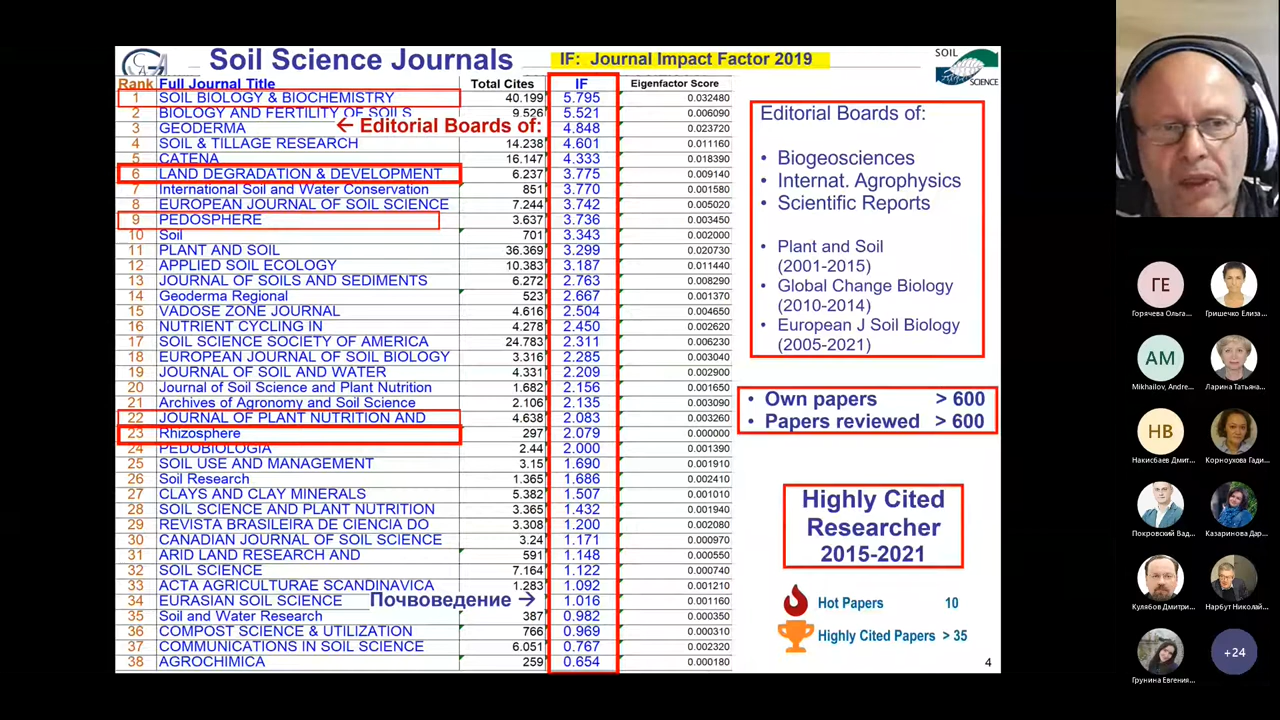 Soil Science Journals
IF: Journal Impact Factor 2019
SOIL
SCIENCE
Rank Full Journal Title Total Cites IF Eigenfactor Score
1 SOIL BIOLOGY & BIOCHEMISTRY 40.199 5.795 0.032480
2 BIOLOGY AND FERTILITY OF SOILS 9.526 5.521 0.006090
← Editorial Boards of:
3 GEODERMA 4.848 0.023720
4 SOIL & TILLAGE RESEARCH 14.238 4.601 0.011160
5 CATENA 16.147 4.333 0.018390
6 LAND DEGRADATION & DEVELOPMENT 6.237 3.775 0.009140
7 International Soil and Water Conservation 851 3.770 0.001580
8 EUROPEAN JOURNAL OF SOIL SCIENCE 7.244 3.742 0.005020
9 PEDOSPHERE 3.637 3.736 0.003450
10 Soil 701 3.343 0.002000
11 PLANT AND SOIL 36.369 3.299 0.020730
12 APPLIED SOIL ECOLOGY 10.383 3.187 0.011440
13 JOURNAL OF SOILS AND SEDIMENTS 6.272 2.763 0.008290
14 Geoderma Regional 523 2.667 0.001370
15 VADOSE ZONE JOURNAL 4.616 2.504 0.004650
16 NUTRIENT CYCLING IN 4.278 2.450 0.002620
17 SOIL SCIENCE SOCIETY OF AMERICA 24.783 2.311 0.006230
18 EUROPEAN JOURNAL OF SOIL BIOLOGY 3.316 2.285 0.003040
19 JOURNAL OF SOIL AND WATER 4.331 2.209 0.002900
20 Journal of Soil Science and Plant Nutrition 1.682 2.156 0.001650
21 Archives of Agronomy and Soil Science 2.106 2.135 0.003090
22 JOURNAL OF PLANT NUTRITION AND 4.638 2.083 0.003260
23 Rhizosphere 297 2.079 0.000000
24 PEDOBIOLOGIA 2.44 2.000 0.001390
25 SOIL USE AND MANAGEMENT 3.15 1.690 0.001910
26 Soil Research 1.365 1.686 0.002410
27 CLAYS AND CLAY MINERALS 5.382 1.507 0.001010
28 SOIL SCIENCE AND PLANT NUTRITION 3.365 1.432 0.001940
29 REVISTA BRASILEIRA DE CIENCIA DO 3.308 1.200 0.002080
30 CANADIAN JOURNAL OF SOIL SCIENCE 3.24 1.171 0.000970
31 ARID LAND RESEARCH AND 591 1.148 0.000550
32 SOIL SCIENCE 7.164 1.122 0.000740
33 ACTA AGRICULTURAE SCANDINAVICA 1.283 1.092 0.001210
34 EURASIAN SOIL SCIENCE Почвоведение → 1.016 0.001160
35 Soil and Water Research 387 0.982 0.000350
36 COMPOST SCIENCE & UTILIZATION 766 0.969 0.000310
37 COMMUNICATIONS IN SOIL SCIENCE 6.051 0.767 0.002320
38 AGROCHIMICA 259 0.654 0.000180
Editorial Boards of:
• Biogeosciences
• Internat. Agrophysics
• Scientific Reports
• Plant and Soil
(2001-2015)
• Global Change Biology
(2010-2014)
• European J Soil Biology
(2005-2021)
• Own papers > 600
• Papers reviewed > 600
Highly Cited
Researcher
2015-2021
Hot Papers 10
Highly Cited Papers > 35
4
ГЕ
Горячева Ольга...
Гришечко Елиза...
AM
Mikhailov, Andre...
Ларина Татьяна...
НВ
Накисбаев Дмит...
Корноухова Гади...
Покровский Вад...
Казаринова Дар...
Кулябов Дмитри...
Нарбут Николай...
Грунина Евгения...
+24